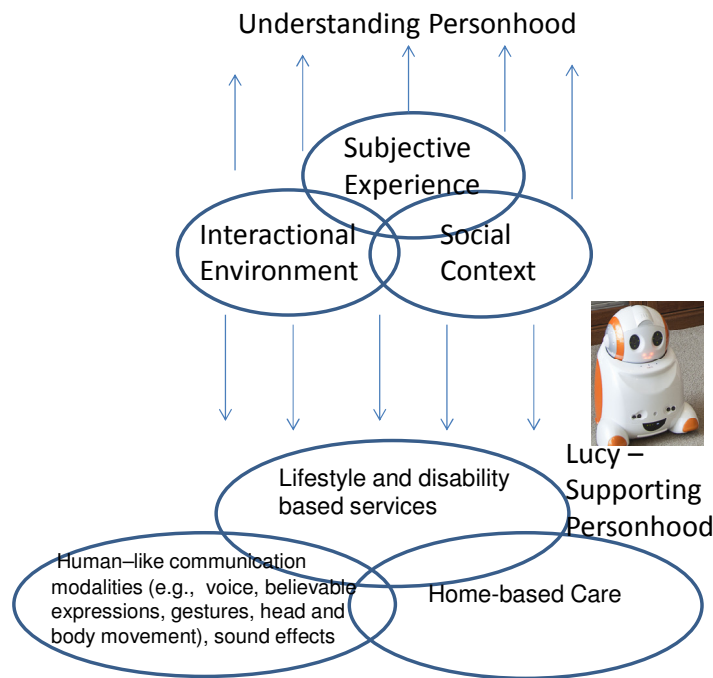 Understanding Personhood
Subjective
Experience
Interactional
Environment
Social
Context
Lucy –
Supporting
Personhood
Lifestyle and disability
based services
Human–like communication
modalities (e.g., voice, believable
expressions, gestures, head and
body movement), sound effects
Home-based Care